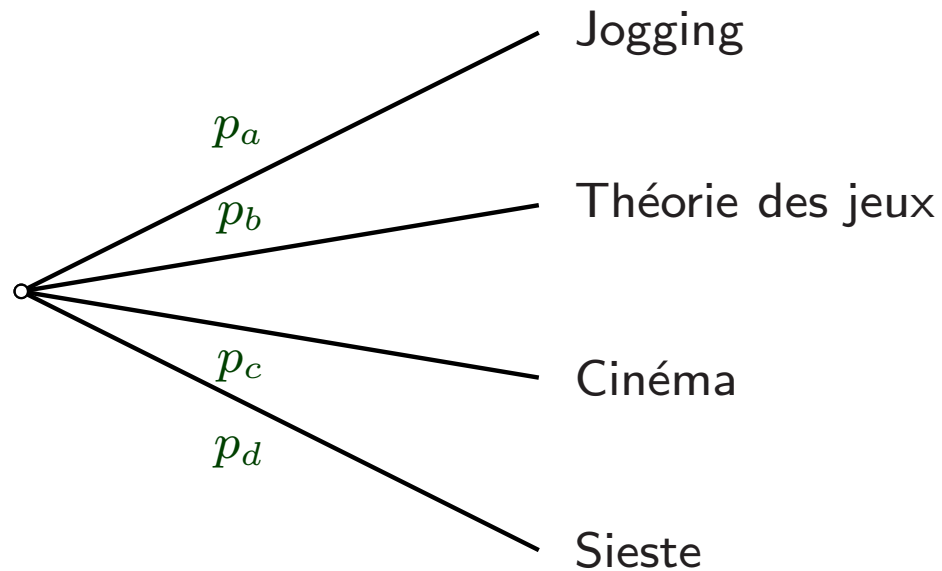 Jogging
p_a
p_b
Théorie des jeux
p_c
Cinéma
p_d
Sieste